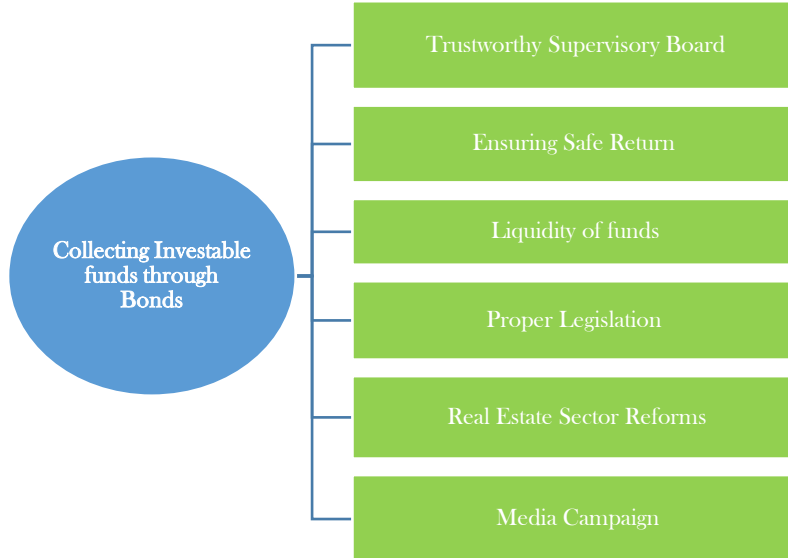 Trustworthy Supervisory Board
Ensuring Safe Return
Collecting Investable
funds through
Bonds
Liquidity of funds
Proper Legislation
Real Estate Sector Reforms
Media Campaign